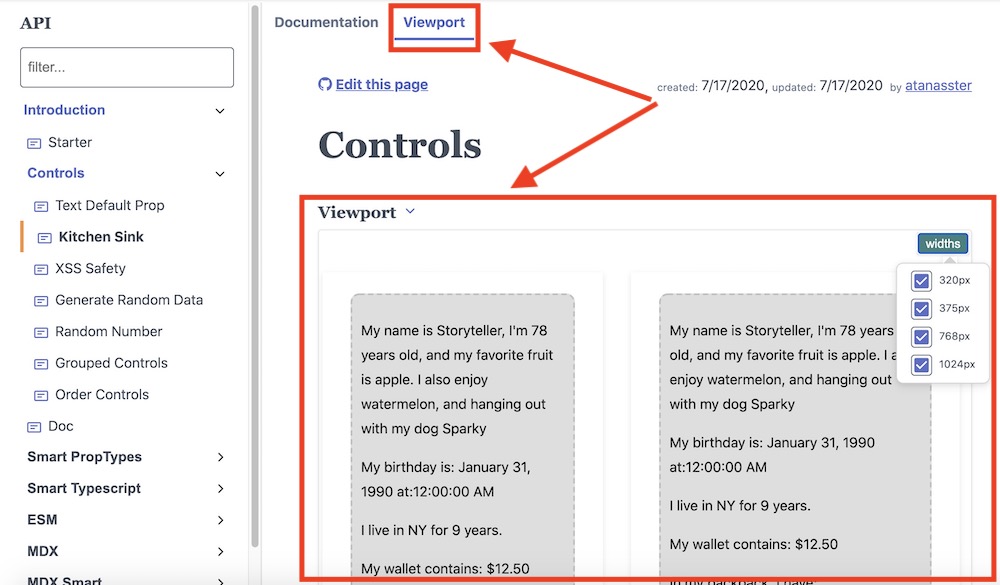 API
filter...
Introduction
Starter
Controls
Text Default Prop
Kitchen Sink
XSS Safety
Generate Random Data
Random Number
Grouped Controls
Order Controls
Doc
Smart PropTypes
Smart Typescript
ESM
MDX
MDX Smart
Documentation Viewport
Edit this page
created: 7/17/2020, updated: 7/17/2020 by atanasster
Controls
Viewport
widths
320px
375px
768px
1024px
My name is Storyteller, I'm 78
years old, and my favorite fruit
is apple. I also enjoy
watermelon, and hanging out
with my dog Sparky
My birthday is: January 31,
1990 at:12:00:00 AM
I live in NY for 9 years.
My wallet contains: $12.50
My name is Storyteller, I'm 78 years
old, and my favorite fruit is apple. I a
enjoy watermelon, and hanging out
with my dog Sparky
My birthday is: January 31, 1990
at:12:00:00 AM
I live in NY for 9 years.
My wallet contains: $12.50
In my backpack, I have